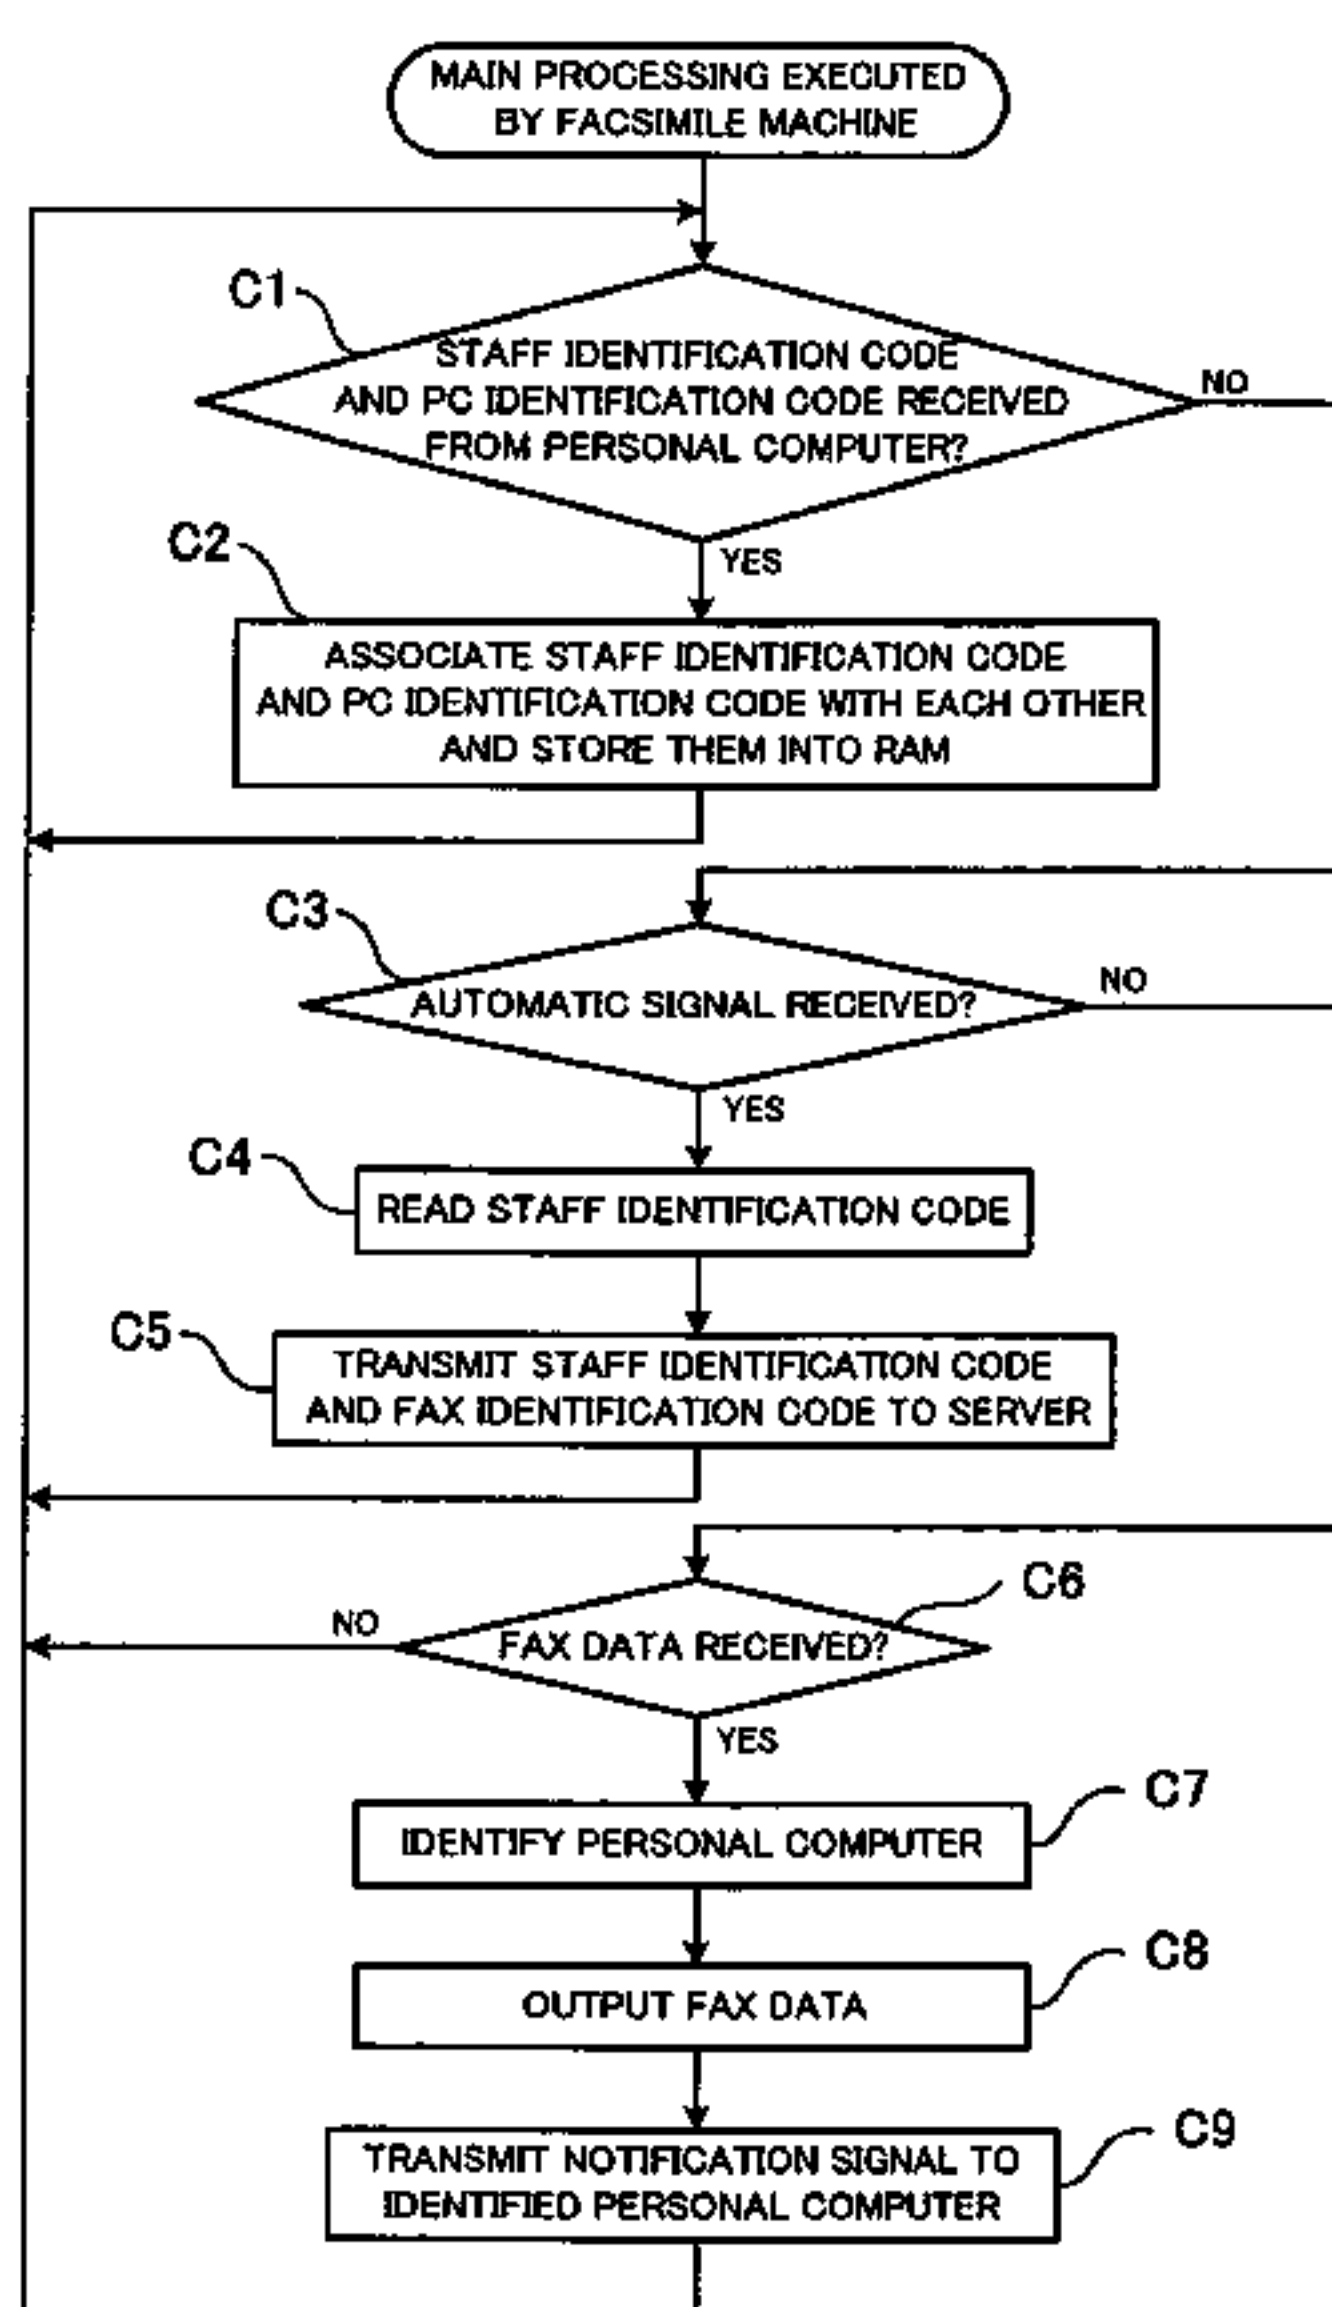 MAIN PROCESSING EXECUTED
BY FACSIMILE MACHINE
C1
STAFF IDENTIFICATION CODE
AND PC IDENTIFICATION CODE RECEIVED
FROM PERSONAL COMPUTER?
NO
YES
C2
ASSOCIATE STAFF IDENTIFICATION CODE
AND PC IDENTIFICATION CODE WITH EACH OTHER
AND STORE THEM INTO RAM
C3
AUTOMATIC SIGNAL RECEIVED?
NO
YES
C4
READ STAFF IDENTIFICATION CODE
C5
TRANSMIT STAFF IDENTIFICATION CODE
AND FAX IDENTIFICATION CODE TO SERVER
C6
NO
FAX DATA RECEIVED?
YES
C7
IDENTIFY PERSONAL COMPUTER
C8
OUTPUT FAX DATA
C9
TRANSMIT NOTIFICATION SIGNAL TO
IDENTIFIED PERSONAL COMPUTER